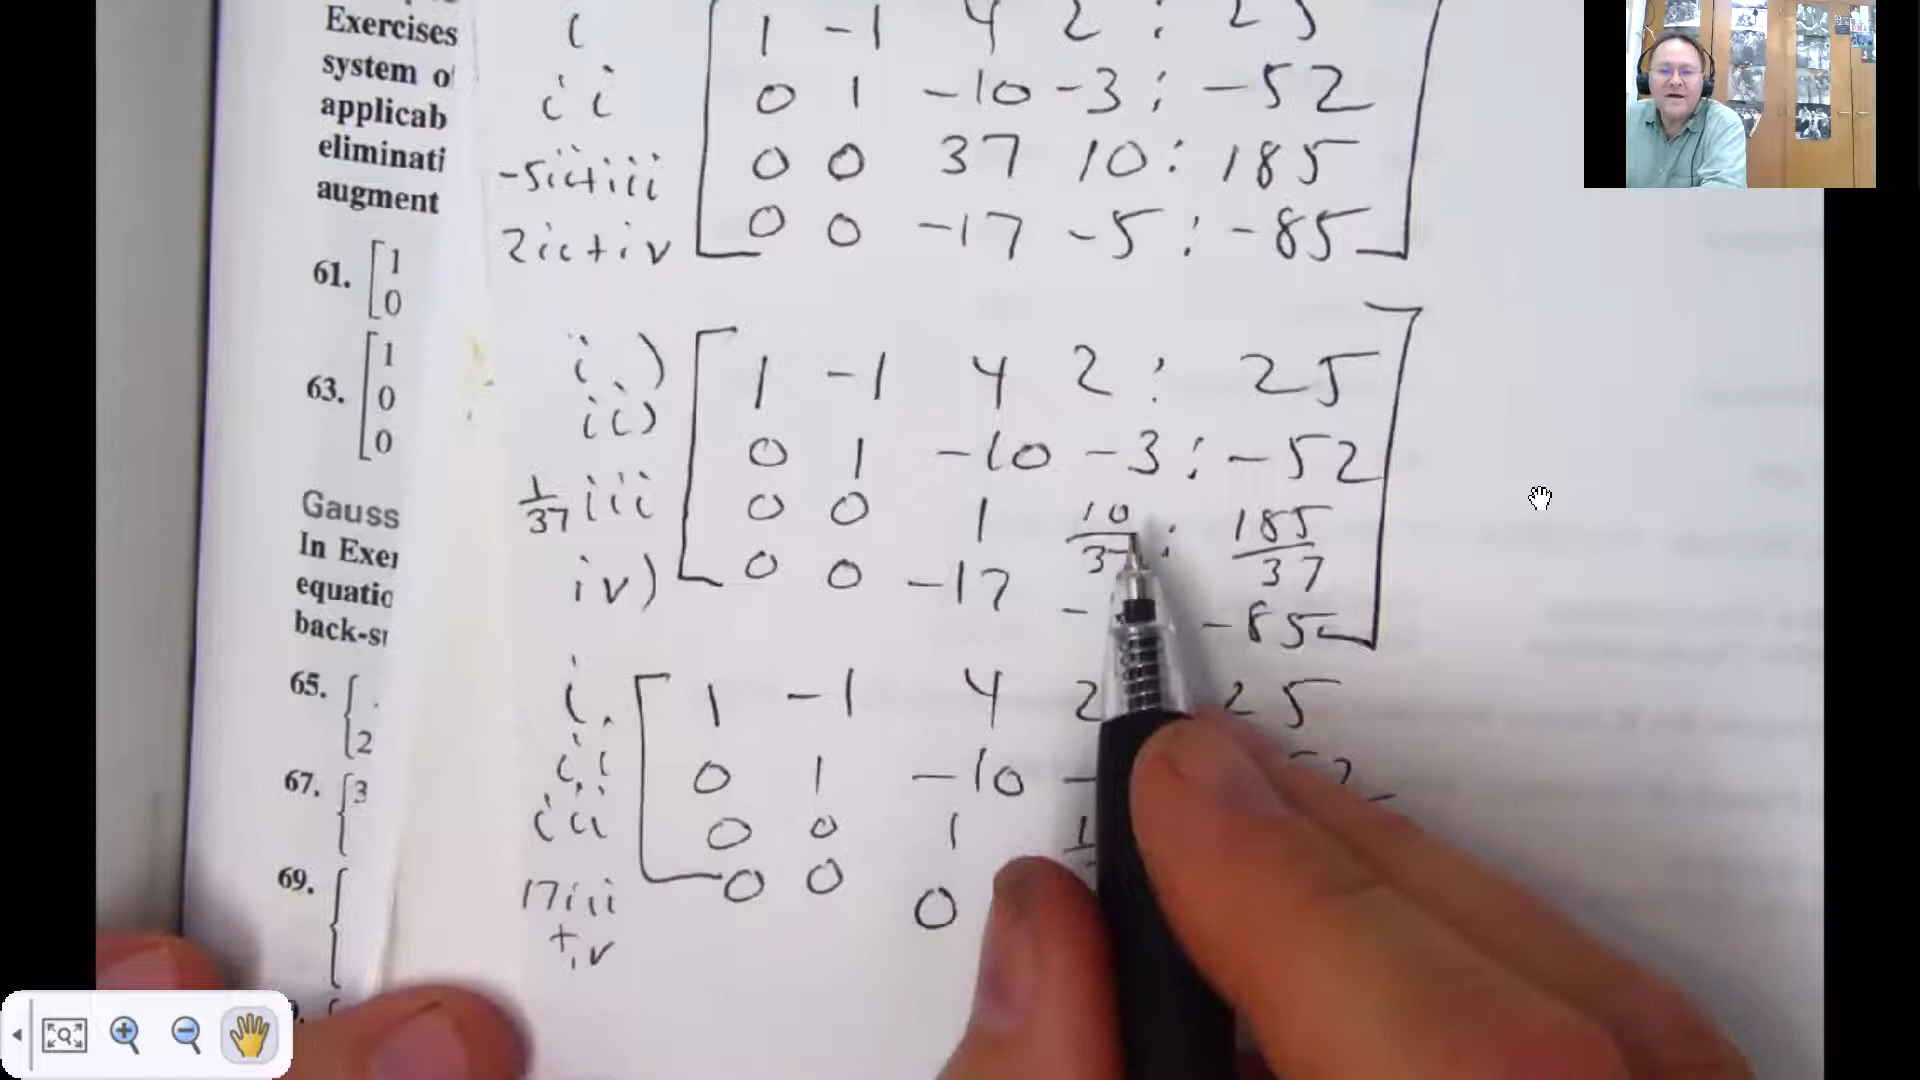 Exercises
system o
applicab
eliminati
augment
61. [1
0
63. [1
0
0
Gauss
In Exer
equatio
back-su
65. {
2
67. {3
69. {
i [1 -1 4 2 : 25
ii 0 1 -10 -3 : -52
-5ii+iii 0 0 37 10 : 185
2ii+iv 0 0 -17 -5 : -85]
i) [1 -1 4 2 : 25
ii) 0 1 -10 -3 : -52
1/37 iii 0 0 1 10/37 : 185/37
iv) 0 0 -17 - -85]
i. [1 -1 4 2 25
ii 0 1 -10 - 52
iii 0 0 1 1
17iii 0 0 0
+iv